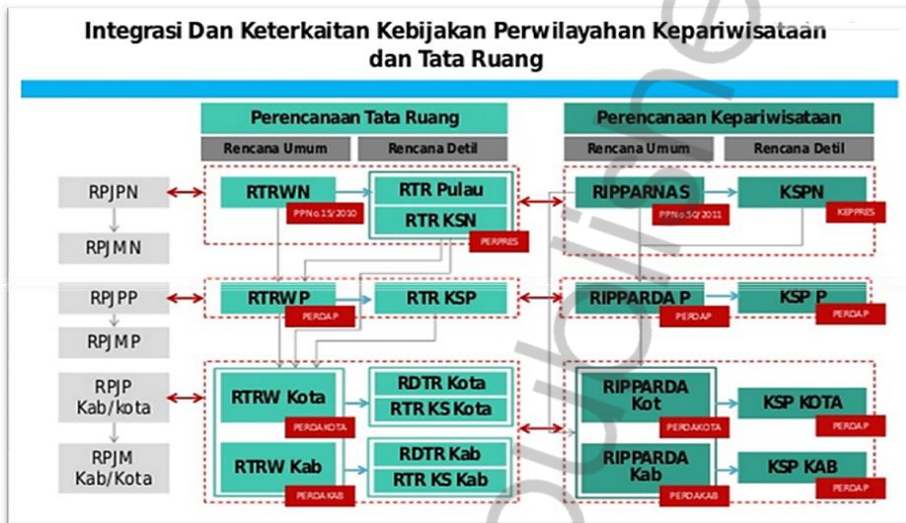 Integrasi Dan Keterkaitan Kebijakan Perwilayahan Kepariwisataan
dan Tata Ruang
Perencanaan Tata Ruang
Perencanaan Kepariwisataan
Rencana Umum
Rencana Detil
Rencana Umum
Rencana Detil
RPJPN
RTRWN
PPNo.15/2010
RTR Pulau
RTR KSN
PERPRES
RIPPARNAS
PPNo.50/2011
KSPN
KEPPRES
RPJMN
RPJPP
RTRWP
PERDAP
RTR KSP
RIPPARDA P
PERDAP
KSP P
PERDAP
RPJMP
RPJP
Kab/kota
RTRW Kota
PERDAKOTA
RDTR Kota
RTR KS Kota
RIPPARDA
Kot
KSP KOTA
PERDAP
RPJM
Kab/Kota
RTRW Kab
PERDAKAB
RDTR Kab
RTR KS Kab
PERDAKOTA
RIPPARDA
Kab
PERDAKAB
KSP KAB
PERDAP